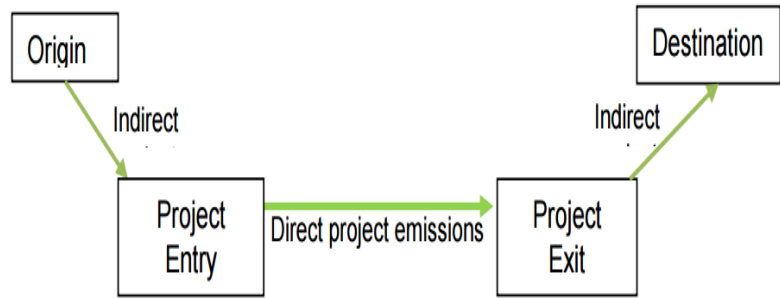 Origin
Destination
Indirect
Indirect
Project
Entry
Direct project emissions
Project
Exit